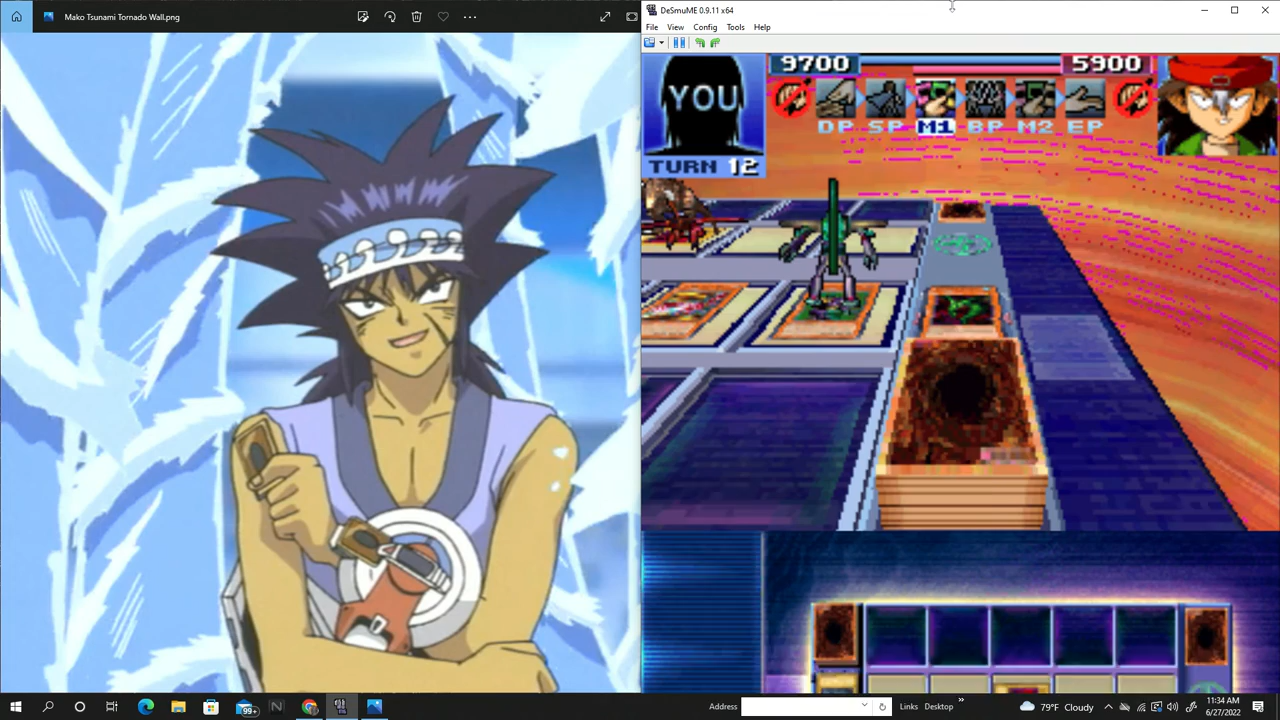 Mako Tsunami Tornado Wall.png
DeSmuME 0.9.11 x64
File View Config Tools Help
9700 5900
YOU
DP SP M1 BP M2 EP
TURN 12
99+
Address
Links Desktop
79°F Cloudy
11:34 AM
6/27/2022